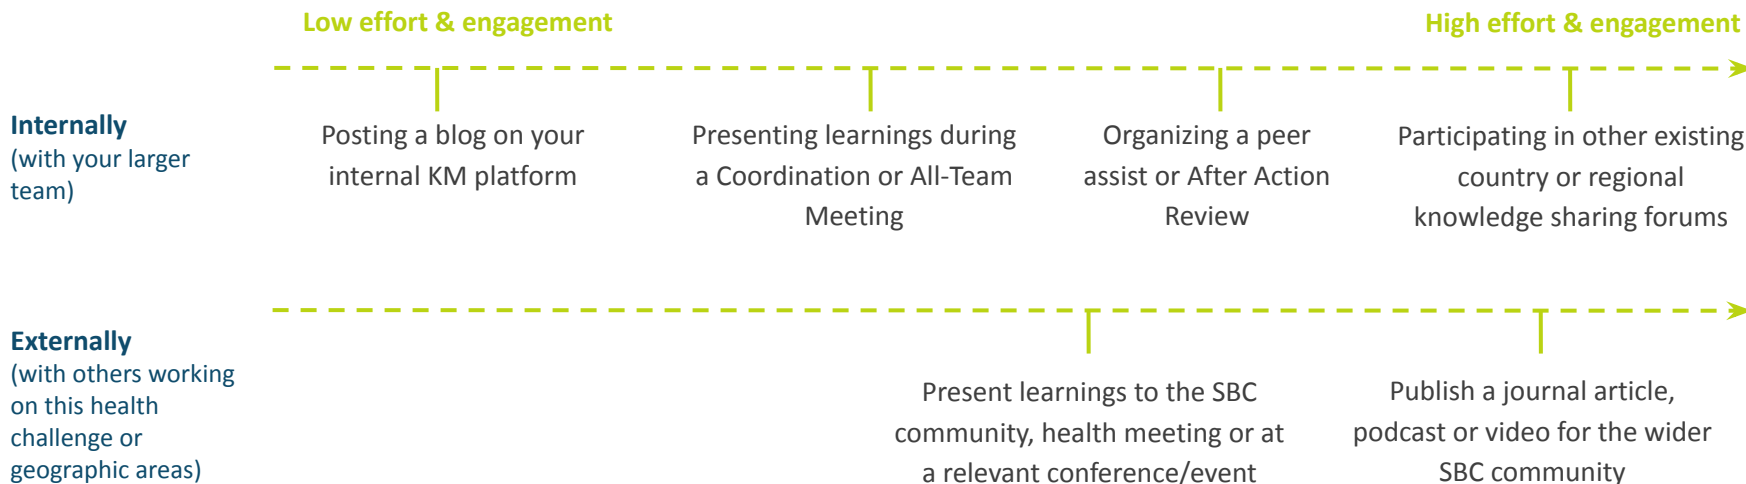 Low effort & engagement
High effort & engagement
Internally
(with your larger
team)
Posting a blog on your
internal KM platform
Presenting learnings during
a Coordination or All-Team
Meeting
Organizing a peer
assist or After Action
Review
Participating in other existing
country or regional
knowledge sharing forums
Externally
(with others working
on this health
challenge or
geographic areas)
Present learnings to the SBC
community, health meeting or at
a relevant conference/event
Publish a journal article,
podcast or video for the wider
SBC community